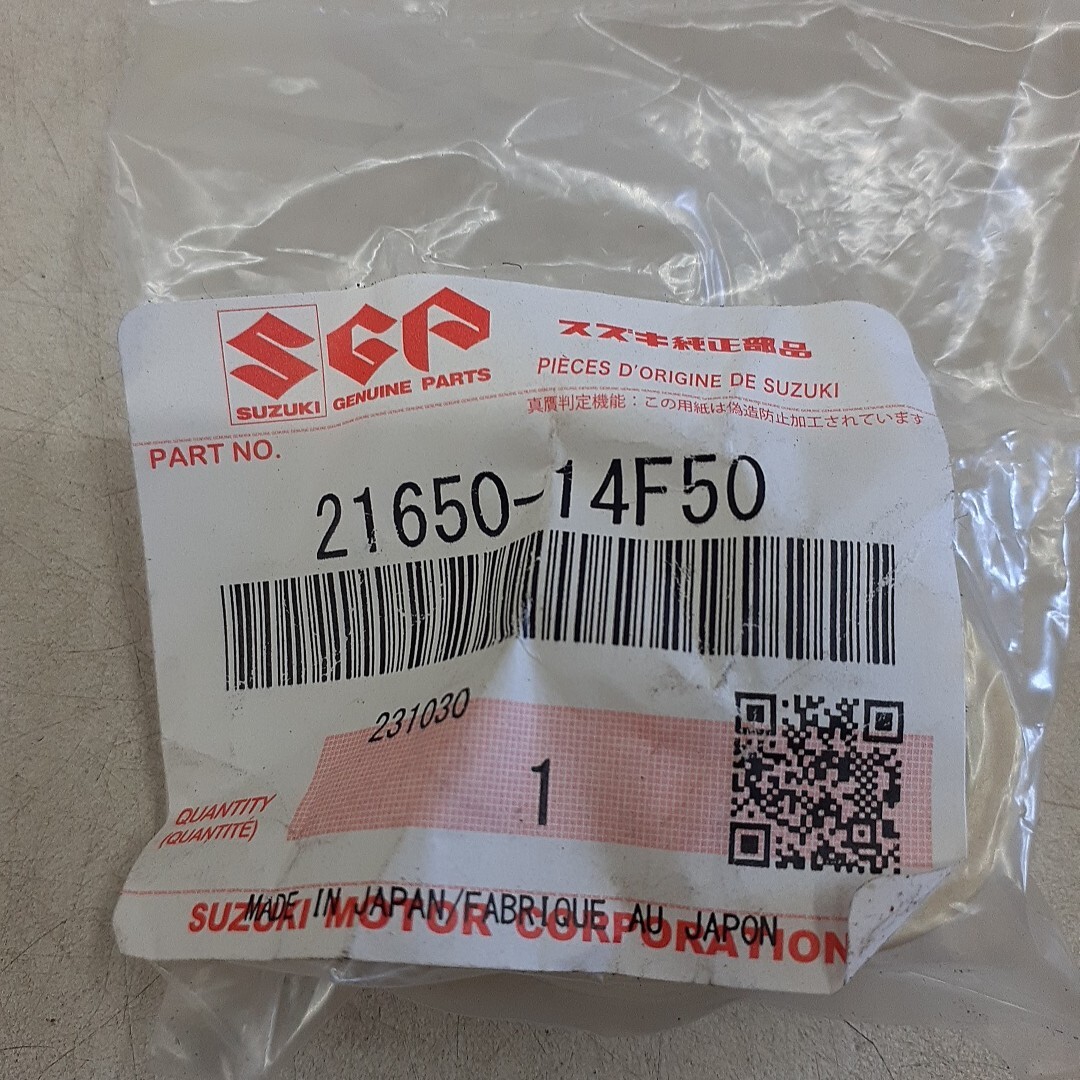 SUZUKI
SGP
GENUINE PARTS
スズキ純正部品
PIÈCES D'ORIGINE DE SUZUKI
真贋判定機能：この用紙は偽造防止加工されています
PART NO.
21650-14F50
231030
1
QUANTITY
(QUANTITÉ)
MADE IN JAPAN/FABRIQUE AU JAPON
SUZUKI MOTOR CORPORATION